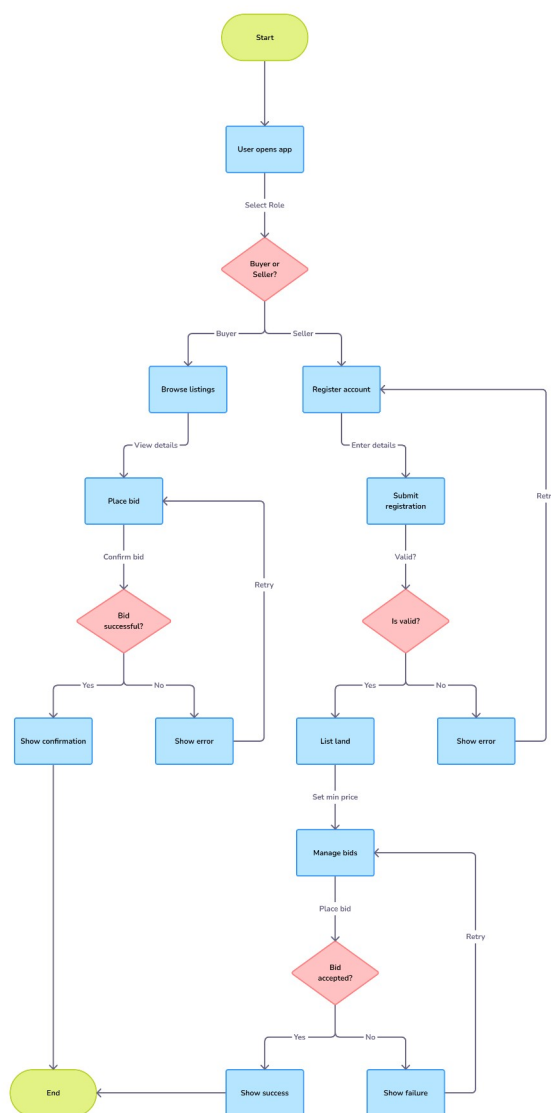 Start
User opens app
Select Role
Buyer or
Seller?
Buyer
Seller
Browse listings
Register account
View details
Enter details
Place bid
Submit
registration
Retr
Confirm bid
Retry
Valid?
Bid
successful?
Is valid?
Yes
No
Yes
No
Show confirmation
Show error
List land
Show error
Set min price
Manage bids
Place bid
Retry
Bid
accepted?
Yes
No
End
Show success
Show failure